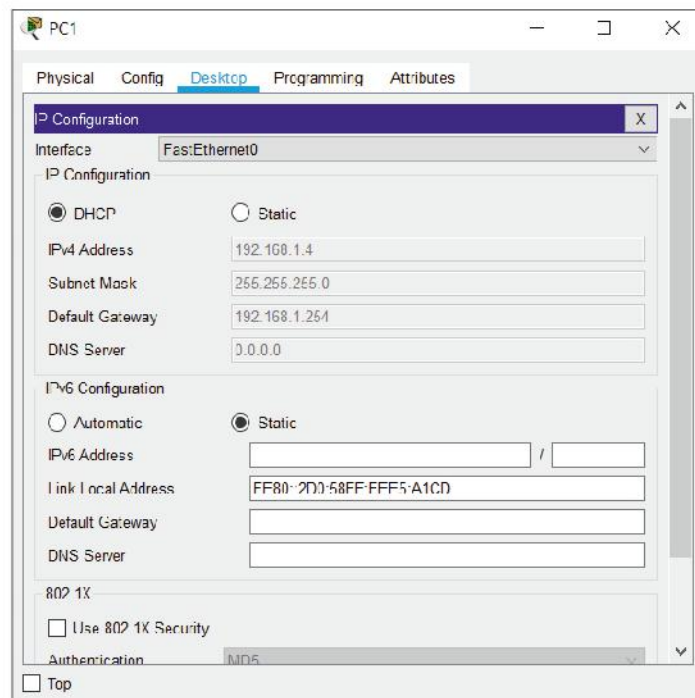 PC1
Physical Config Desktop Programming Attributes
IP Configuration X
Interface FastEthernet0
IP Configuration
DHCP Static
IPv4 Address 192.168.1.4
Subnet Mask 255.255.255.0
Default Gateway 192.168.1.254
DNS Server 0.0.0.0
IPv6 Configuration
Automatic Static
IPv6 Address /
Link Local Address FE80::2D0:58FF:FEE5:A1CD
Default Gateway
DNS Server
802.1X
Use 802.1X Security
Authentication MD5
Top